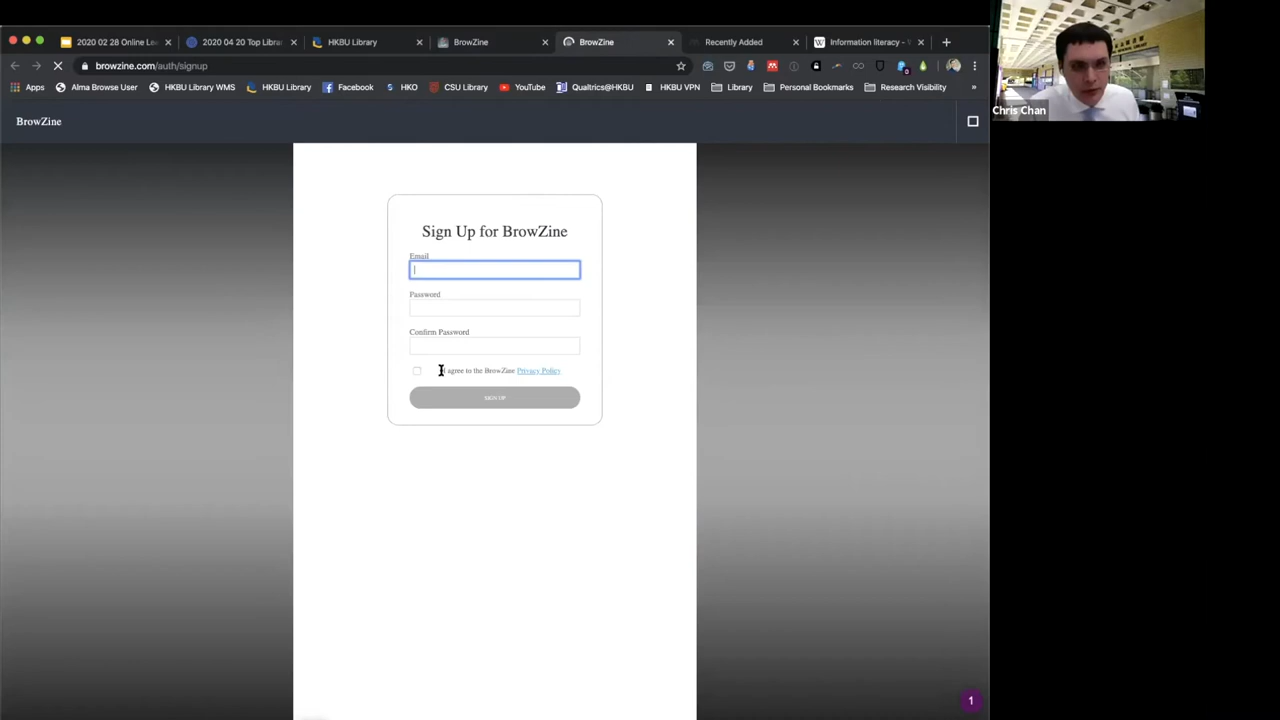 2020 02 28 Online Le
2020 04 20 Top Libra
HKBU Library
BrowZine
BrowZine
Recently Added
Information literacy -
browzine.com/auth/signup
Apps
Alma Browse User
HKBU Library WMS
HKBU Library
Facebook
HKO
CSU Library
YouTube
Qualtrics@HKBU
HKBU VPN
Library
Personal Bookmarks
Research Visibility
Chris Chan
BrowZine
Sign Up for BrowZine
Email
Password
Confirm Password
I agree to the BrowZine Privacy Policy
SIGN UP
1